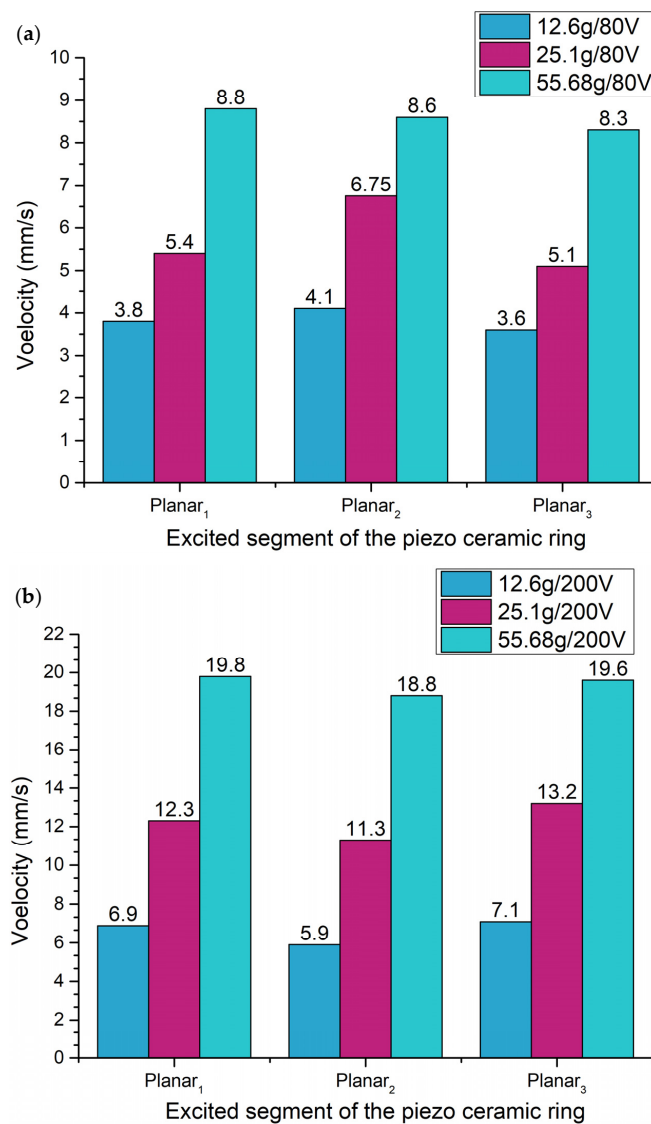 (a)
12.6g/80V
25.1g/80V
55.68g/80V
10
9
8
7
6
5
4
3
2
1
0
Voelocity (mm/s)
3.8
5.4
8.8
4.1
6.75
8.6
3.6
5.1
8.3
Planar₁ Planar₂ Planar₃
Excited segment of the piezo ceramic ring
(b)
12.6g/200V
25.1g/200V
55.68g/200V
22
20
18
16
14
12
10
8
6
4
2
0
Voelocity (mm/s)
6.9
12.3
19.8
5.9
11.3
18.8
7.1
13.2
19.6
Planar₁ Planar₂ Planar₃
Excited segment of the piezo ceramic ring